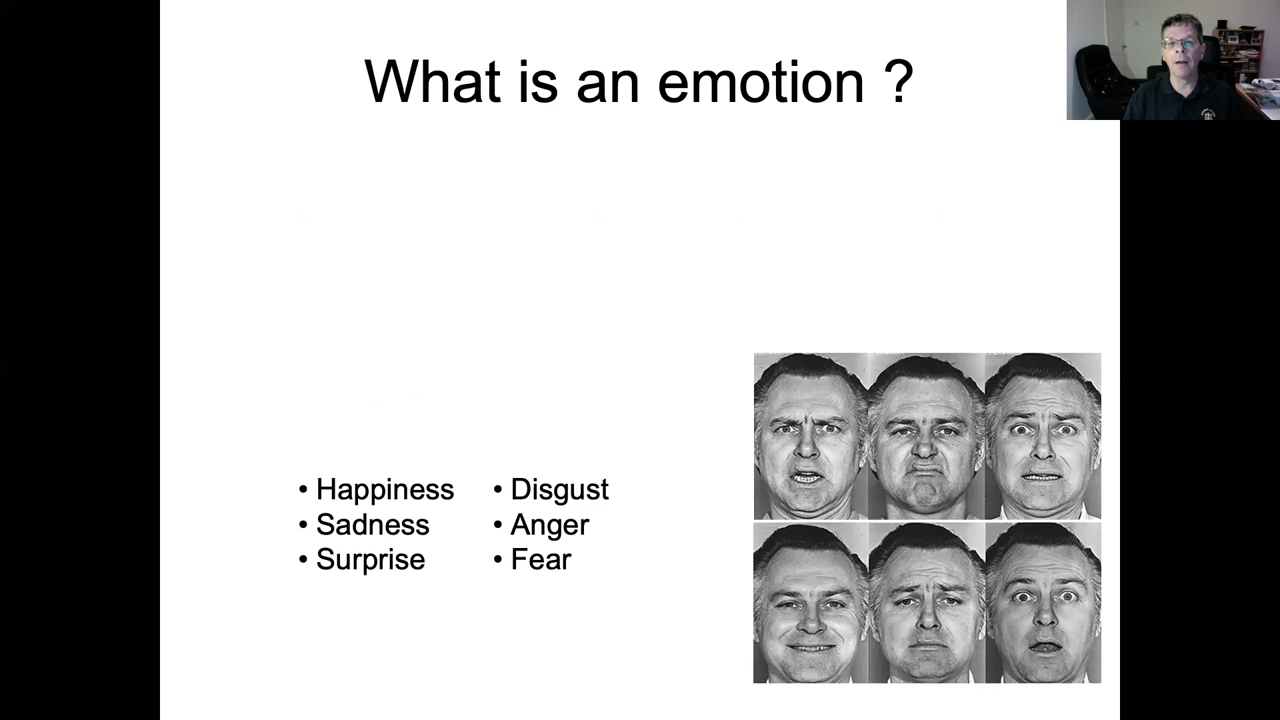 What is an emotion ?
• Happiness
• Sadness
• Surprise
• Disgust
• Anger
• Fear